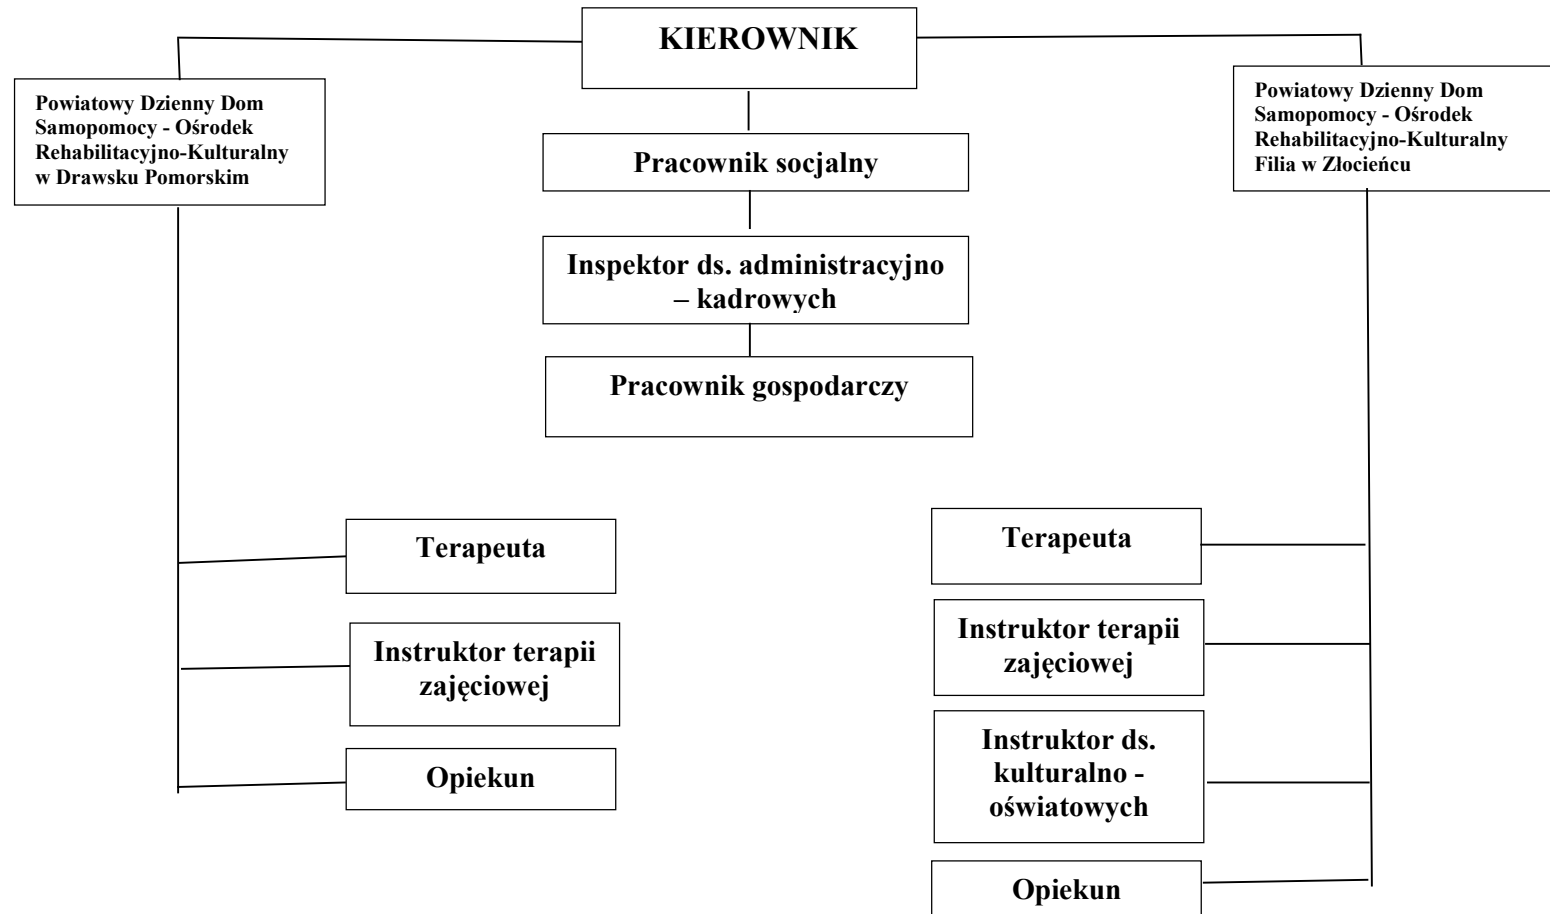 KIEROWNIK
Powiatowy Dzienny Dom
Samopomocy - Ośrodek
Rehabilitacyjno-Kulturalny
w Drawsku Pomorskim
Pracownik socjalny
Inspektor ds. administracyjno
– kadrowych
Pracownik gospodarczy
Powiatowy Dzienny Dom
Samopomocy - Ośrodek
Rehabilitacyjno-Kulturalny
Filia w Złocieńcu
Terapeuta
Instruktor terapii
zajęciowej
Opiekun
Terapeuta
Instruktor terapii
zajęciowej
Instruktor ds.
kulturalno -
oświatowych
Opiekun